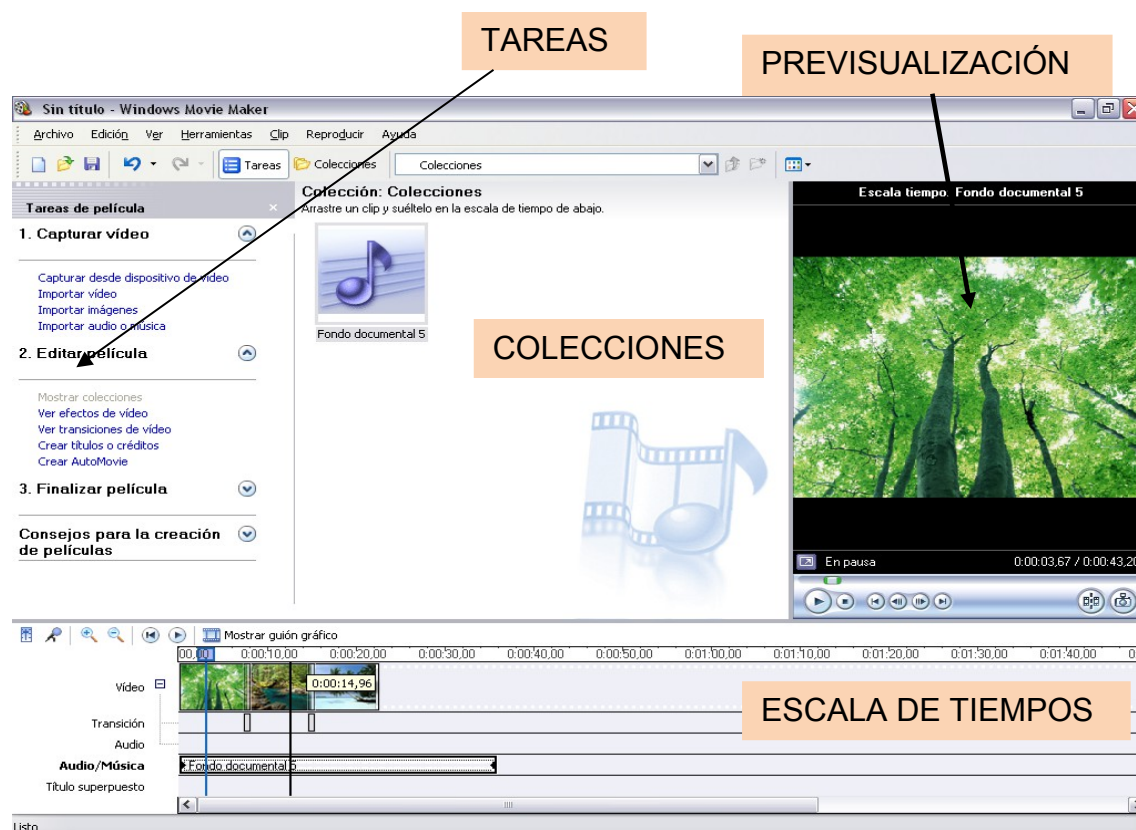 TAREAS
PREVISUALIZACIÓN
Sin título - Windows Movie Maker
Archivo Edición Ver Herramientas Clip Reproducir Ayuda
Tareas Colecciones Colecciones
Tareas de película
Colección: Colecciones
Arrastre un clip y suéltelo en la escala de tiempo de abajo.
Escala tiempo. Fondo documental 5
1. Capturar vídeo
Capturar desde dispositivo de vídeo
Importar vídeo
Importar imágenes
Importar audio o música
Fondo documental 5
COLECCIONES
2. Editar película
Mostrar colecciones
Ver efectos de vídeo
Ver transiciones de vídeo
Crear títulos o créditos
Crear AutoMovie
3. Finalizar película
Consejos para la creación
de películas
En pausa 0:00:03,67 / 0:00:43,20
Mostrar guión gráfico
0:00:10,00 0:00:20,00 0:00:30,00 0:00:40,00 0:00:50,00 0:01:00,00 0:01:10,00 0:01:20,00 0:01:30,00 0:01:40,00
Vídeo
0:00:14,96
ESCALA DE TIEMPOS
Transición
Audio
Audio/Música
Fondo documental 5
Título superpuesto
Listo